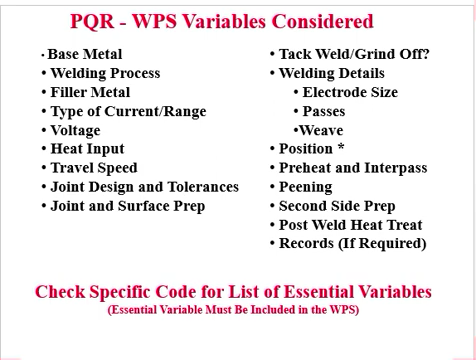 PQR - WPS Variables Considered
• Base Metal
• Welding Process
• Filler Metal
• Type of Current/Range
• Voltage
• Heat Input
• Travel Speed
• Joint Design and Tolerances
• Joint and Surface Prep
• Tack Weld/Grind Off?
• Welding Details
• Electrode Size
• Passes
•Weave
• Position *
• Preheat and Interpass
• Peening
• Second Side Prep
• Post Weld Heat Treat
• Records (If Required)
Check Specific Code for List of Essential Variables
(Essential Variable Must Be Included in the WPS)